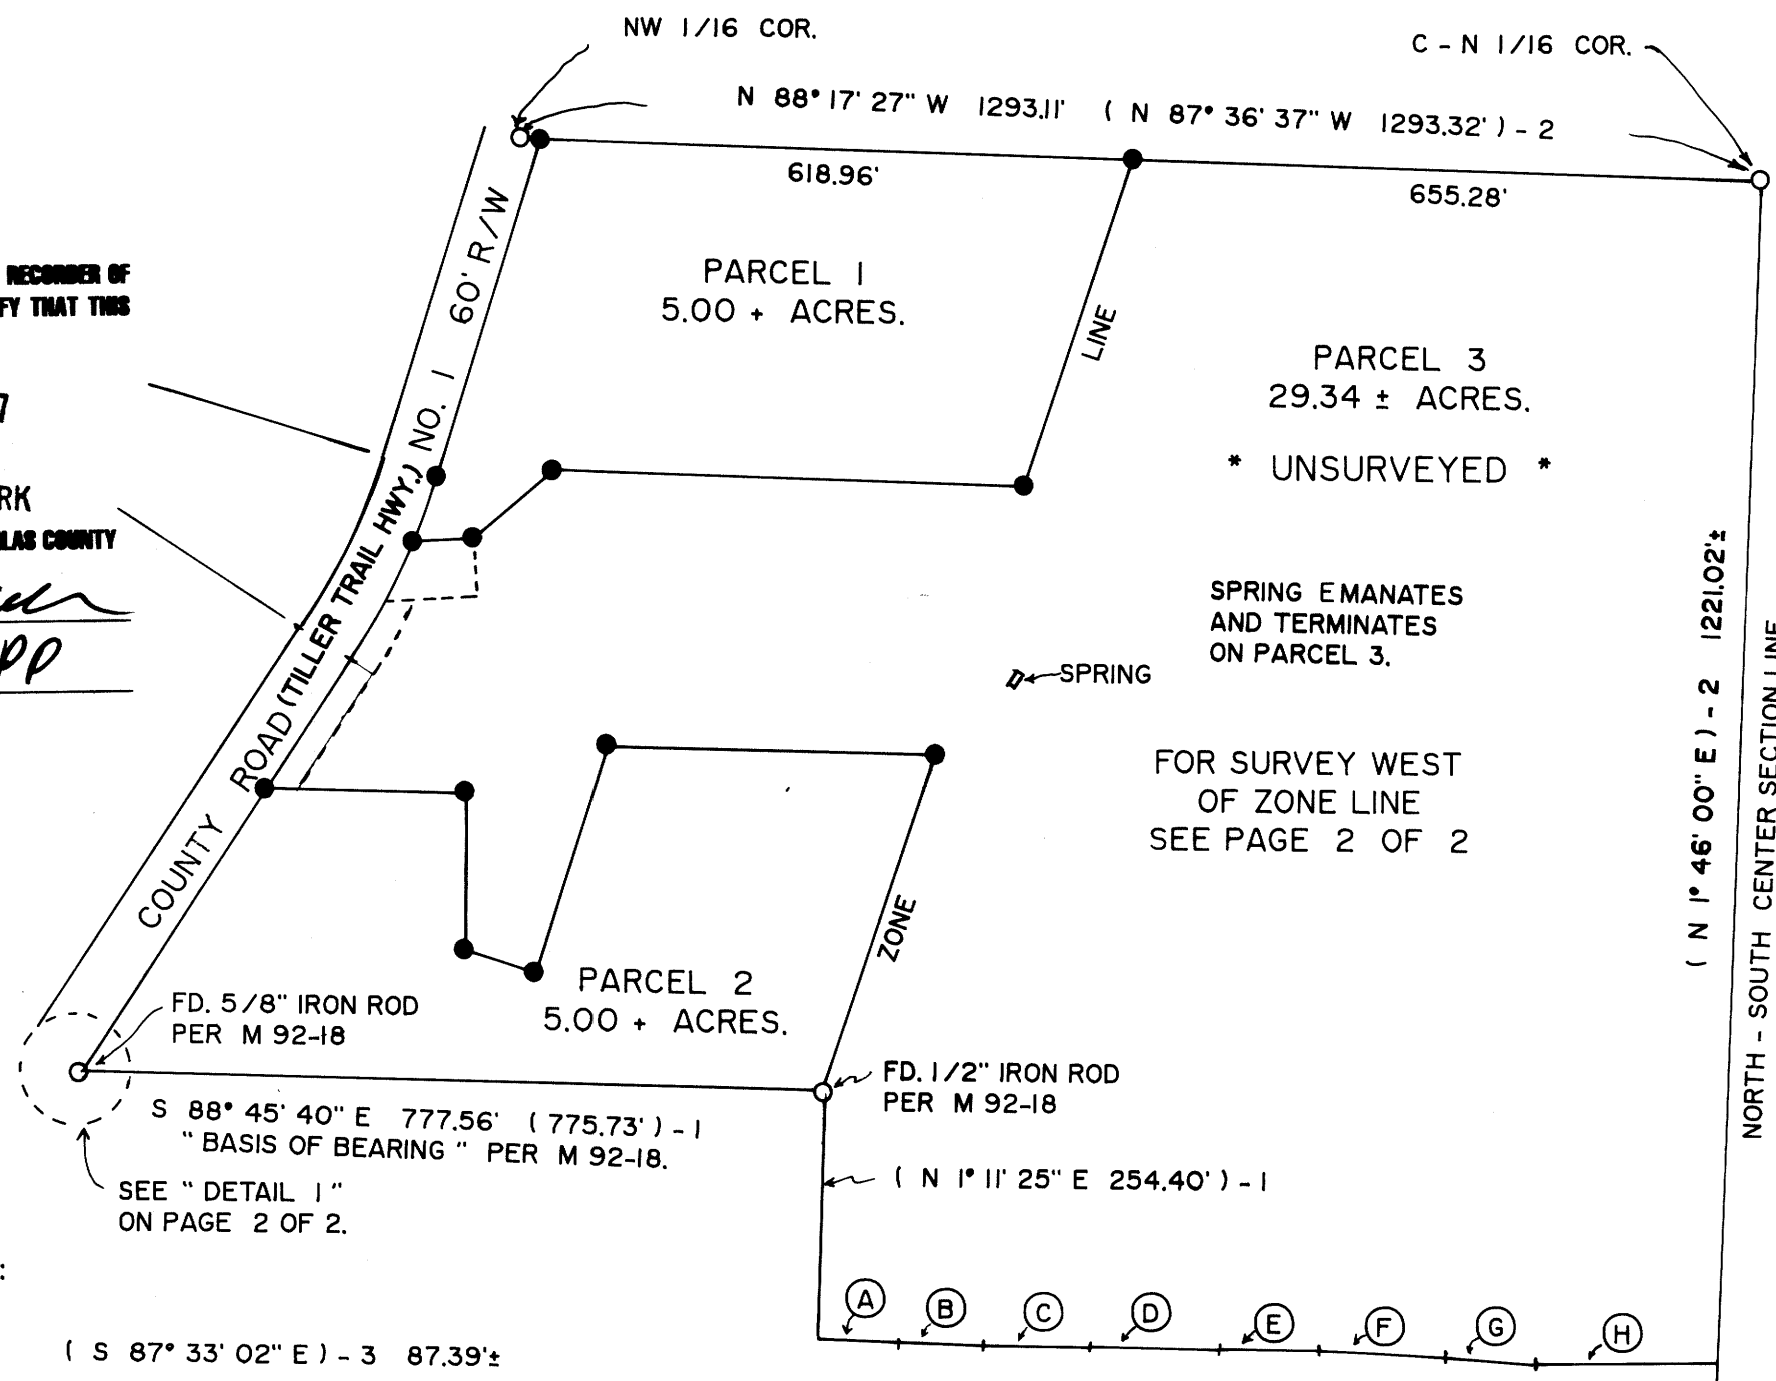 NW 1/16 COR.
C - N 1/16 COR.
N 88° 17' 27" W 1293.11' ( N 87° 36' 37" W 1293.32' ) - 2
618.96'
655.28'
60' R/W
RECORDER OF
FY THAT THIS
PARCEL 1
5.00 + ACRES.
LINE
PARCEL 3
29.34 ± ACRES.
* UNSURVEYED *
7
RK
LAS COUNTY
PP
COUNTY ROAD (TILLER TRAIL HWY.) NO. 1
SPRING EMANATES
AND TERMINATES
ON PARCEL 3.
SPRING
( N 1° 46' 00" E ) - 2 1221.02'±
NORTH - SOUTH CENTER SECTION LINE
FOR SURVEY WEST
OF ZONE LINE
SEE PAGE 2 OF 2
ZONE
PARCEL 2
5.00 + ACRES.
FD. 5/8" IRON ROD
PER M 92-18
FD. 1/2" IRON ROD
PER M 92-18
S 88° 45' 40" E 777.56' ( 775.73' ) - 1
" BASIS OF BEARING " PER M 92-18.
( N 1° 11' 25" E 254.40' ) - 1
SEE " DETAIL 1 "
ON PAGE 2 OF 2.
:
A B C D E F G H
( S 87° 33' 02" E ) - 3 87.39'±